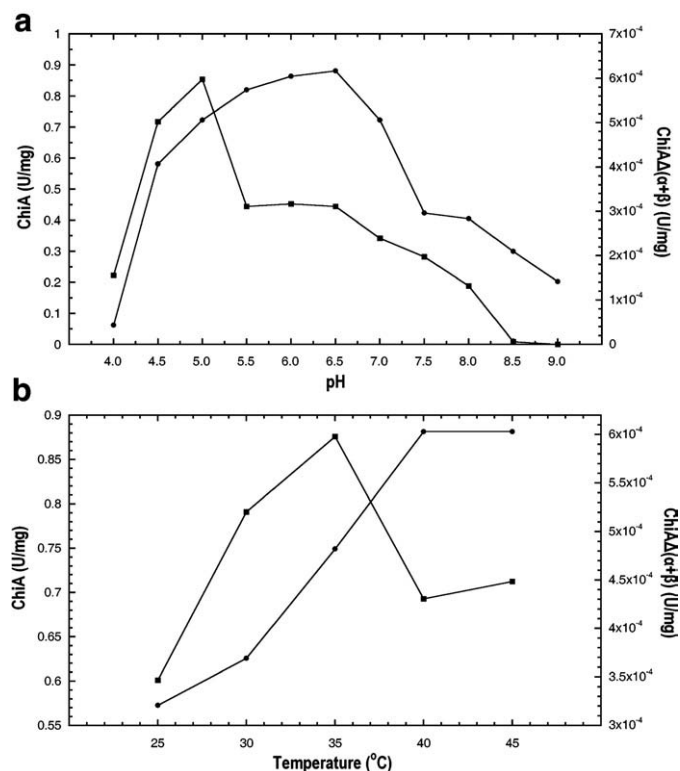 a
ChiA (U/mg)
1
0.9
0.8
0.7
0.6
0.5
0.4
0.3
0.2
0.1
0
7x10⁻⁴
6x10⁻⁴
5x10⁻⁴
4x10⁻⁴
3x10⁻⁴
2x10⁻⁴
1x10⁻⁴
0
ChiAΔ(α+β) (U/mg)
4.0 4.5 5.0 5.5 6.0 6.5 7.0 7.5 8.0 8.5 9.0
pH
b
ChiA (U/mg)
0.9
0.85
0.8
0.75
0.7
0.65
0.6
0.55
6x10⁻⁴
5.5x10⁻⁴
5x10⁻⁴
4.5x10⁻⁴
4x10⁻⁴
3.5x10⁻⁴
3x10⁻⁴
ChiAΔ(α+β) (U/mg)
25 30 35 40 45
Temperature (°C)